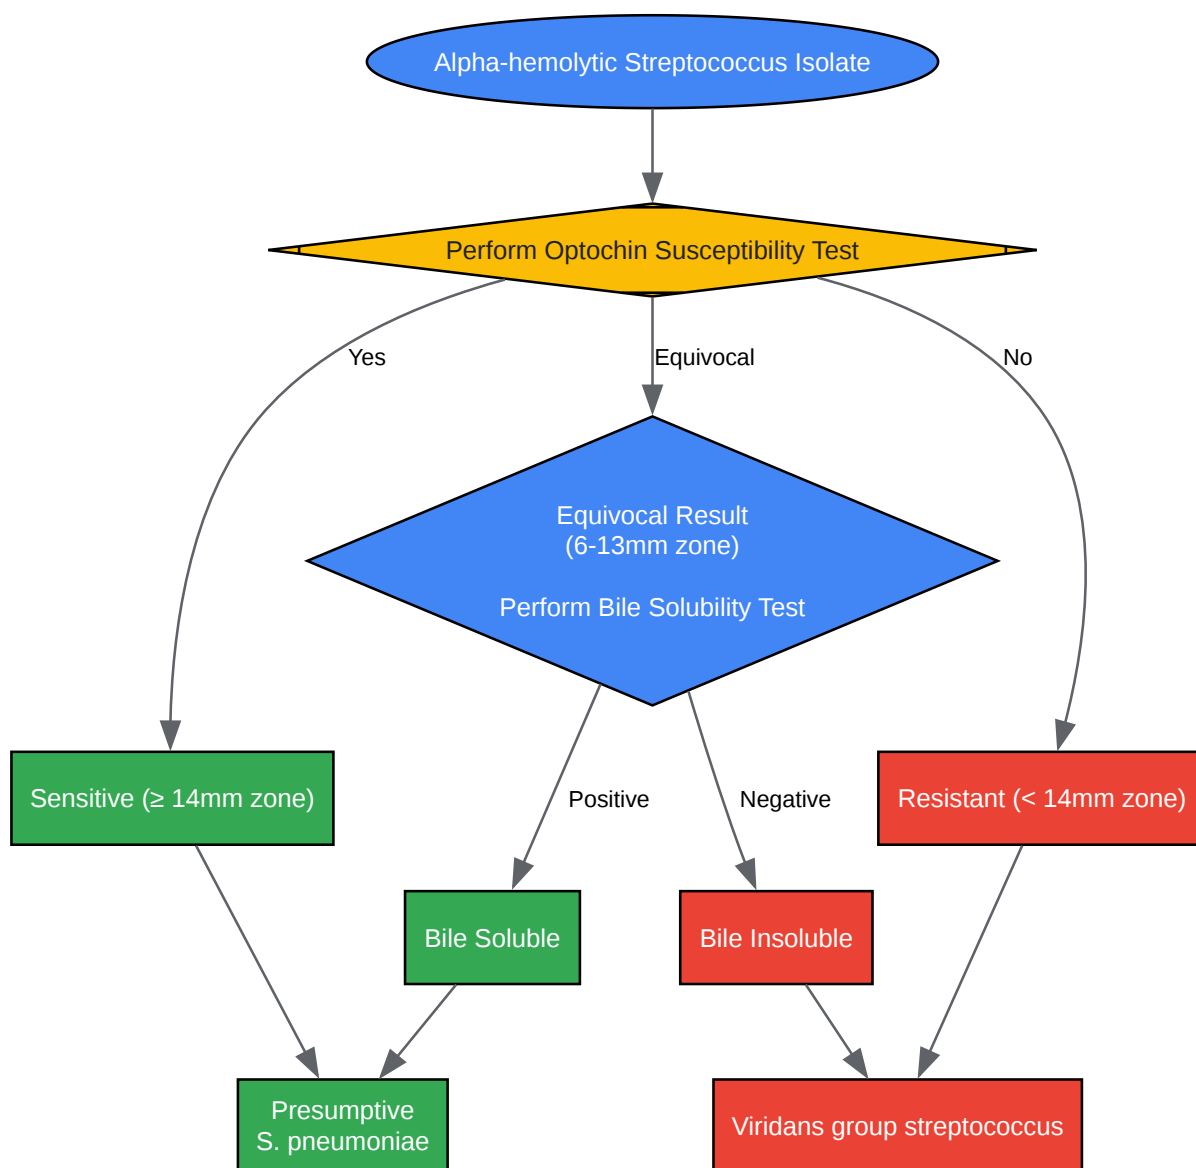 Alpha-hemolytic Streptococcus Isolate
Perform Optochin Susceptibility Test
Yes
Equivocal
No
Equivocal Result
(6-13mm zone)
Perform Bile Solubility Test
Sensitive (≥ 14mm zone)
Positive
Negative
Resistant (< 14mm zone)
Bile Soluble
Bile Insoluble
Presumptive
S. pneumoniae
Viridans group streptococcus